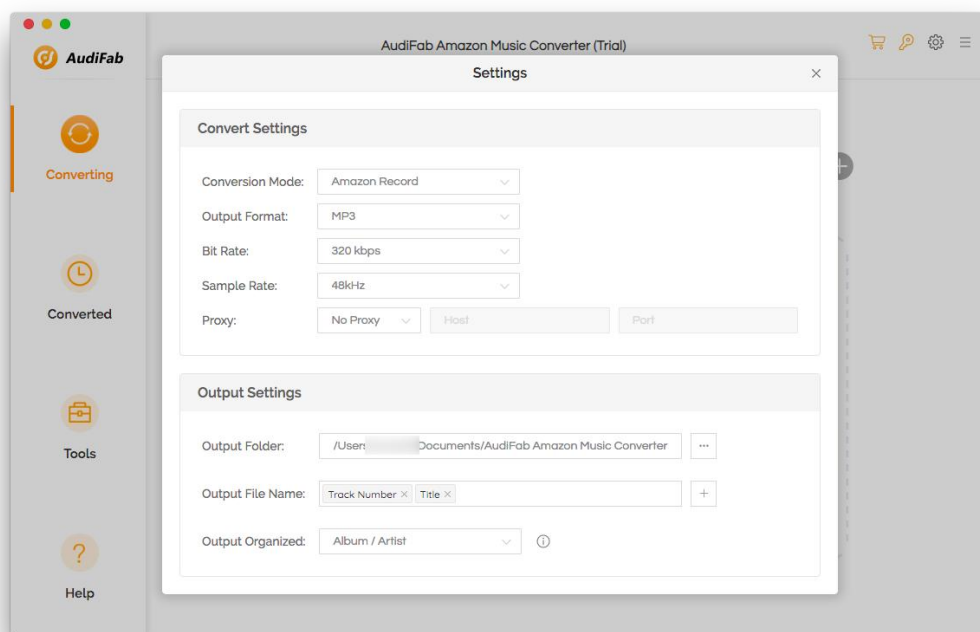 AudiFab Amazon Music Converter (Trial)
AudiFab
Settings
Convert Settings
Conversion Mode: Amazon Record
Output Format: MP3
Bit Rate: 320 kbps
Sample Rate: 48kHz
Proxy: No Proxy Host Port
Output Settings
Output Folder: /Users Documents/AudiFab Amazon Music Converter ...
Output File Name: Track Number × Title × +
Output Organized: Album / Artist
Converting
Converted
Tools
Help